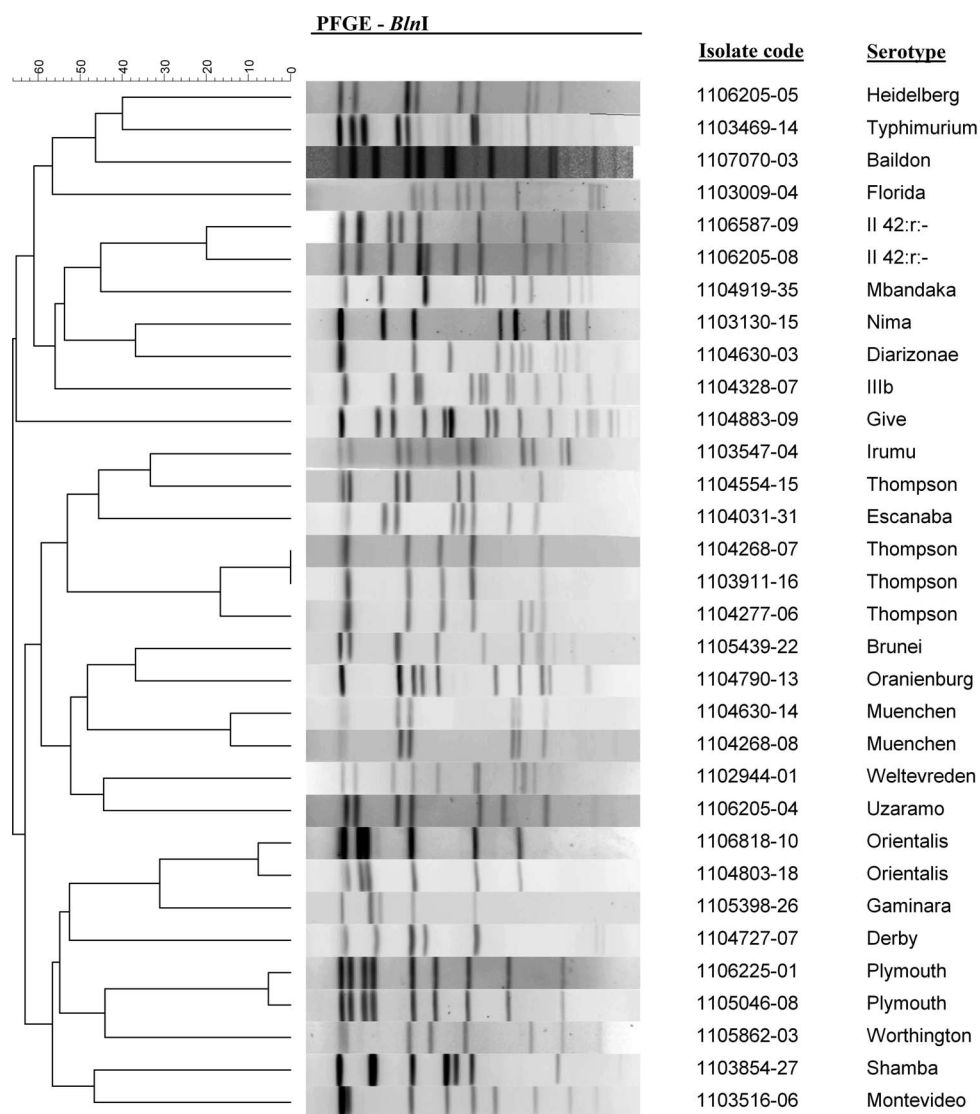 PFGE - BlnI
Isolate code Serotype
60 50 40 30 20 10 0
1106205-05 Heidelberg
1103469-14 Typhimurium
1107070-03 Baildon
1103009-04 Florida
1106587-09 II 42:r:-
1106205-08 II 42:r:-
1104919-35 Mbandaka
1103130-15 Nima
1104630-03 Diarizonae
1104328-07 IIIb
1104883-09 Give
1103547-04 Irumu
1104554-15 Thompson
1104031-31 Escanaba
1104268-07 Thompson
1103911-16 Thompson
1104277-06 Thompson
1105439-22 Brunei
1104790-13 Oranienburg
1104630-14 Muenchen
1104268-08 Muenchen
1102944-01 Weltevreden
1106205-04 Uzaramo
1106818-10 Orientalis
1104803-18 Orientalis
1105398-26 Gaminara
1104727-07 Derby
1106225-01 Plymouth
1105046-08 Plymouth
1105862-03 Worthington
1103854-27 Shamba
1103516-06 Montevideo